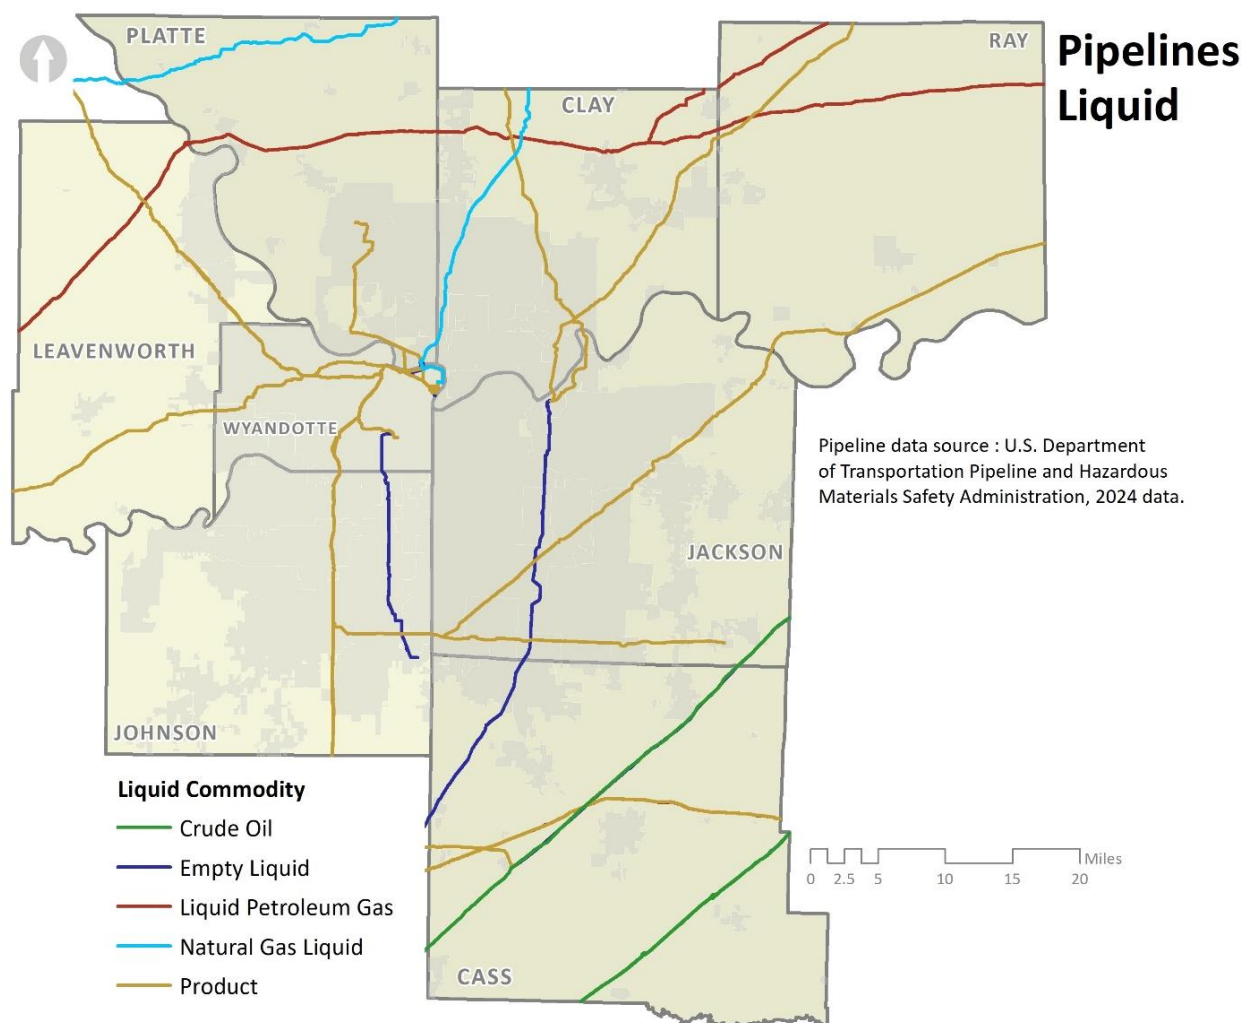 Pipelines
Liquid
PLATTE
RAY
CLAY
LEAVENWORTH
WYANDOTTE
Pipeline data source : U.S. Department
of Transportation Pipeline and Hazardous
Materials Safety Administration, 2024 data.
JACKSON
JOHNSON
Liquid Commodity
Crude Oil
Empty Liquid
Liquid Petroleum Gas
Natural Gas Liquid
Product
Miles
0 2.5 5 10 15 20
CASS